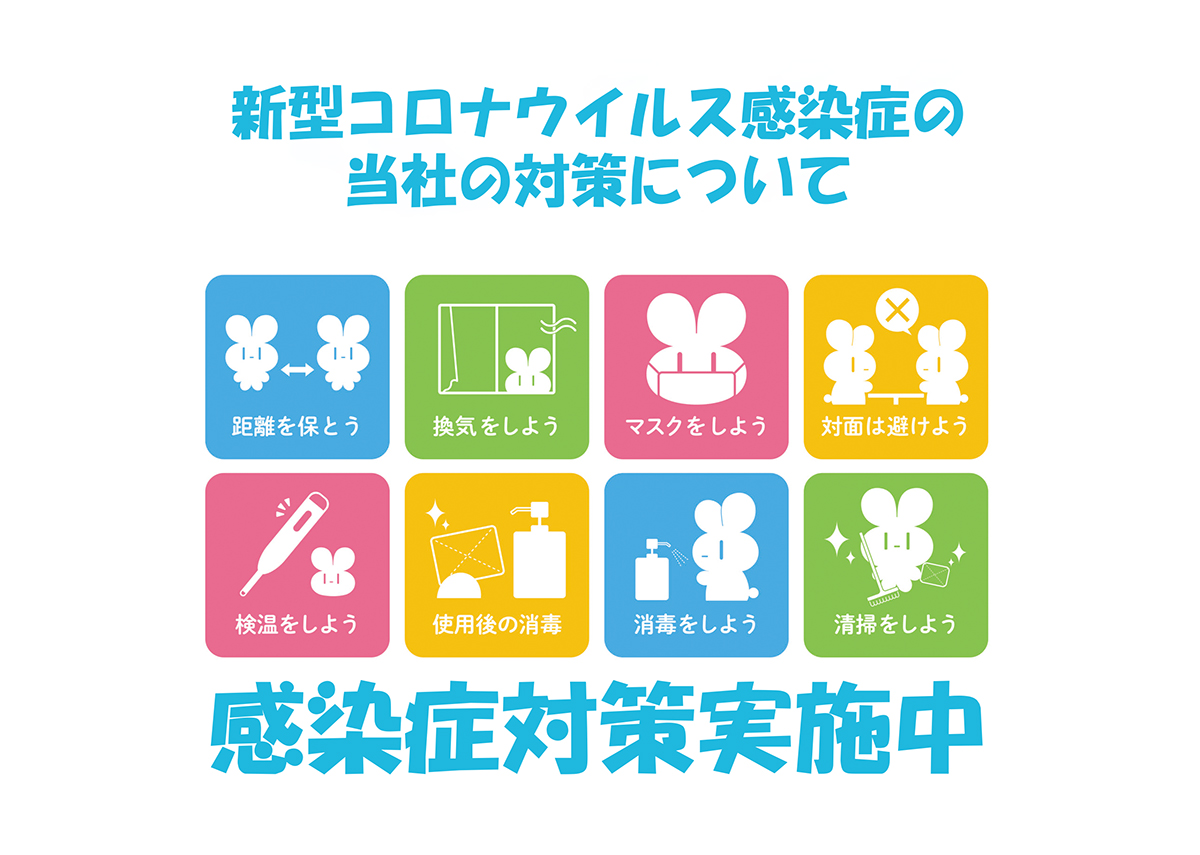 新型コロナウイルス感染症の
当社の対策について
距離を保とう
換気をしよう
マスクをしよう
対面は避けよう
検温をしよう
使用後の消毒
消毒をしよう
清掃をしよう
感染症対策実施中